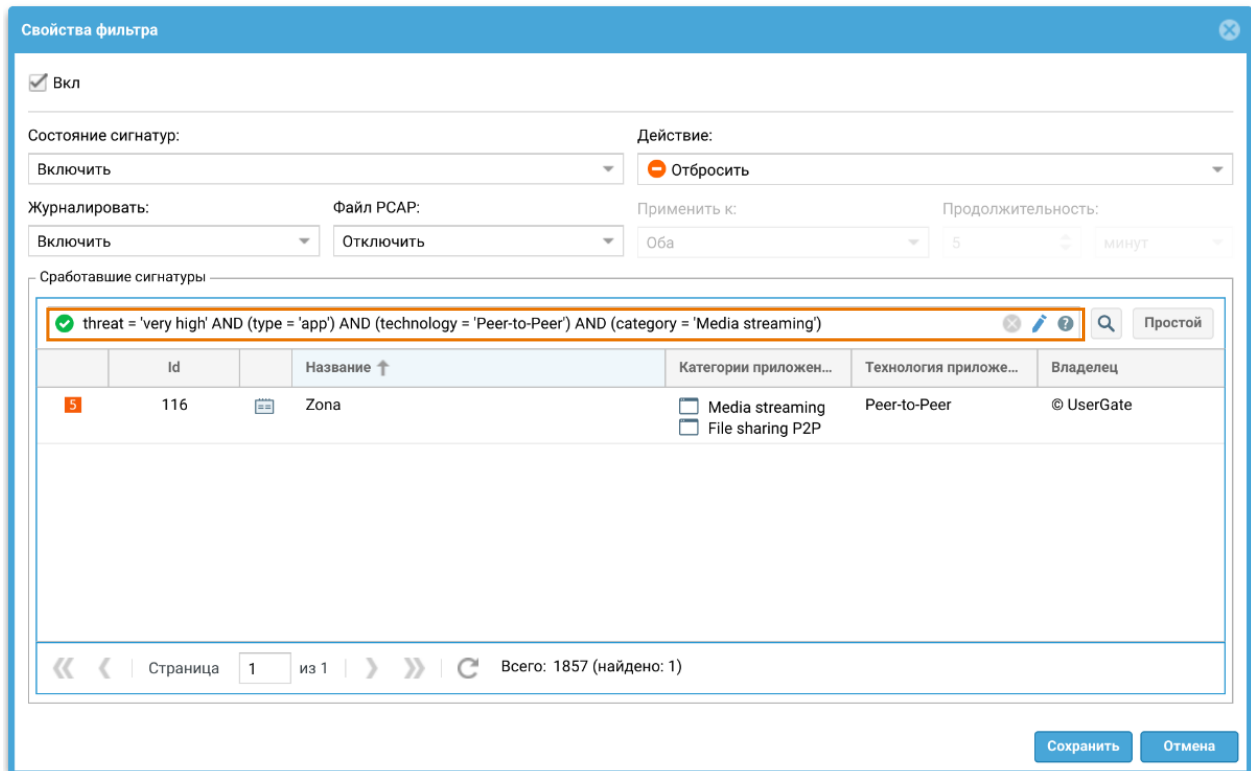 Свойства фильтра
Вкл
Состояние сигнатур: Действие:
Включить Отбросить
Журналировать: Файл PCAP: Применить к: Продолжительность:
Включить Отключить Оба 5 минут
Сработавшие сигнатуры
threat = 'very high' AND (type = 'app') AND (technology = 'Peer-to-Peer') AND (category = 'Media streaming') Простой
Id Название Категории приложен... Технология приложе... Владелец
5 116 Zona Media streaming Peer-to-Peer © UserGate
File sharing P2P
Страница 1 из 1 Всего: 1857 (найдено: 1)
Сохранить Отмена